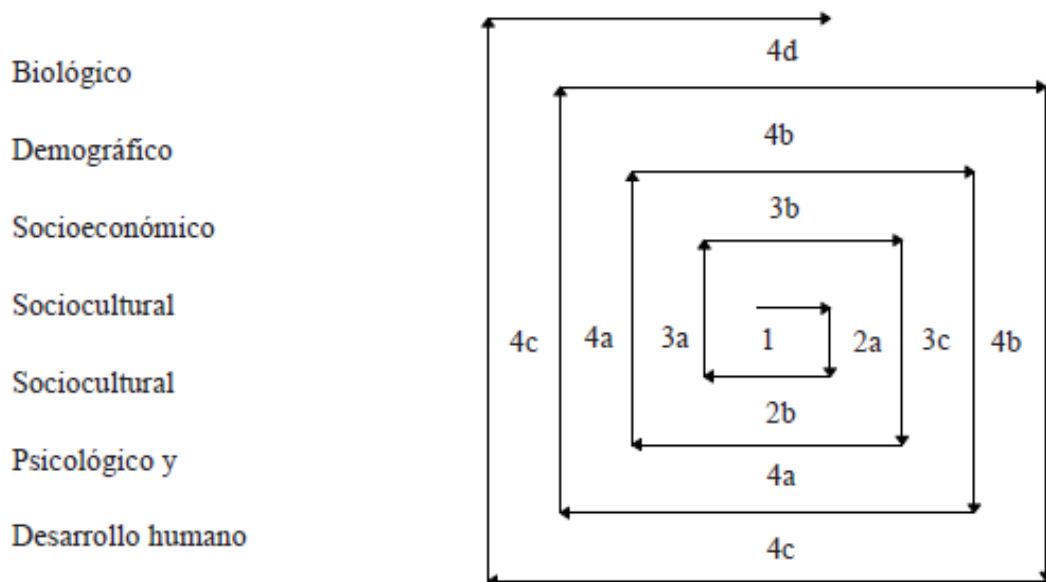 Biológico
Demográfico
Socioeconómico
Sociocultural
Sociocultural
Psicológico y
Desarrollo humano
4d
4b
3b
4c 4a 3a 1 2a 3c 4b
2b
4a
4c